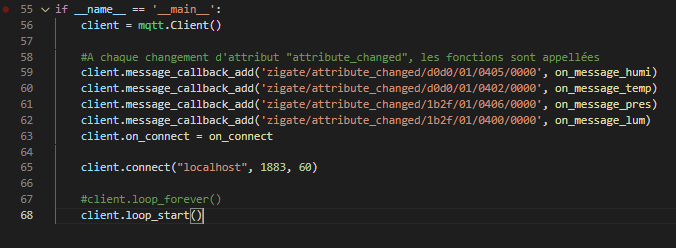 55 if __name__ == '__main__':
56 client = mqtt.Client()
57
58 #A chaque changement d'attribut "attribute_changed", les fonctions sont appellées
59 client.message_callback_add('zigate/attribute_changed/d0d0/01/0405/0000', on_message_humi)
60 client.message_callback_add('zigate/attribute_changed/d0d0/01/0402/0000', on_message_temp)
61 client.message_callback_add('zigate/attribute_changed/1b2f/01/0406/0000', on_message_pres)
62 client.message_callback_add('zigate/attribute_changed/1b2f/01/0400/0000', on_message_lum)
63 client.on_connect = on_connect
64
65 client.connect("localhost", 1883, 60)
66
67 #client.loop_forever()
68 client.loop_start()